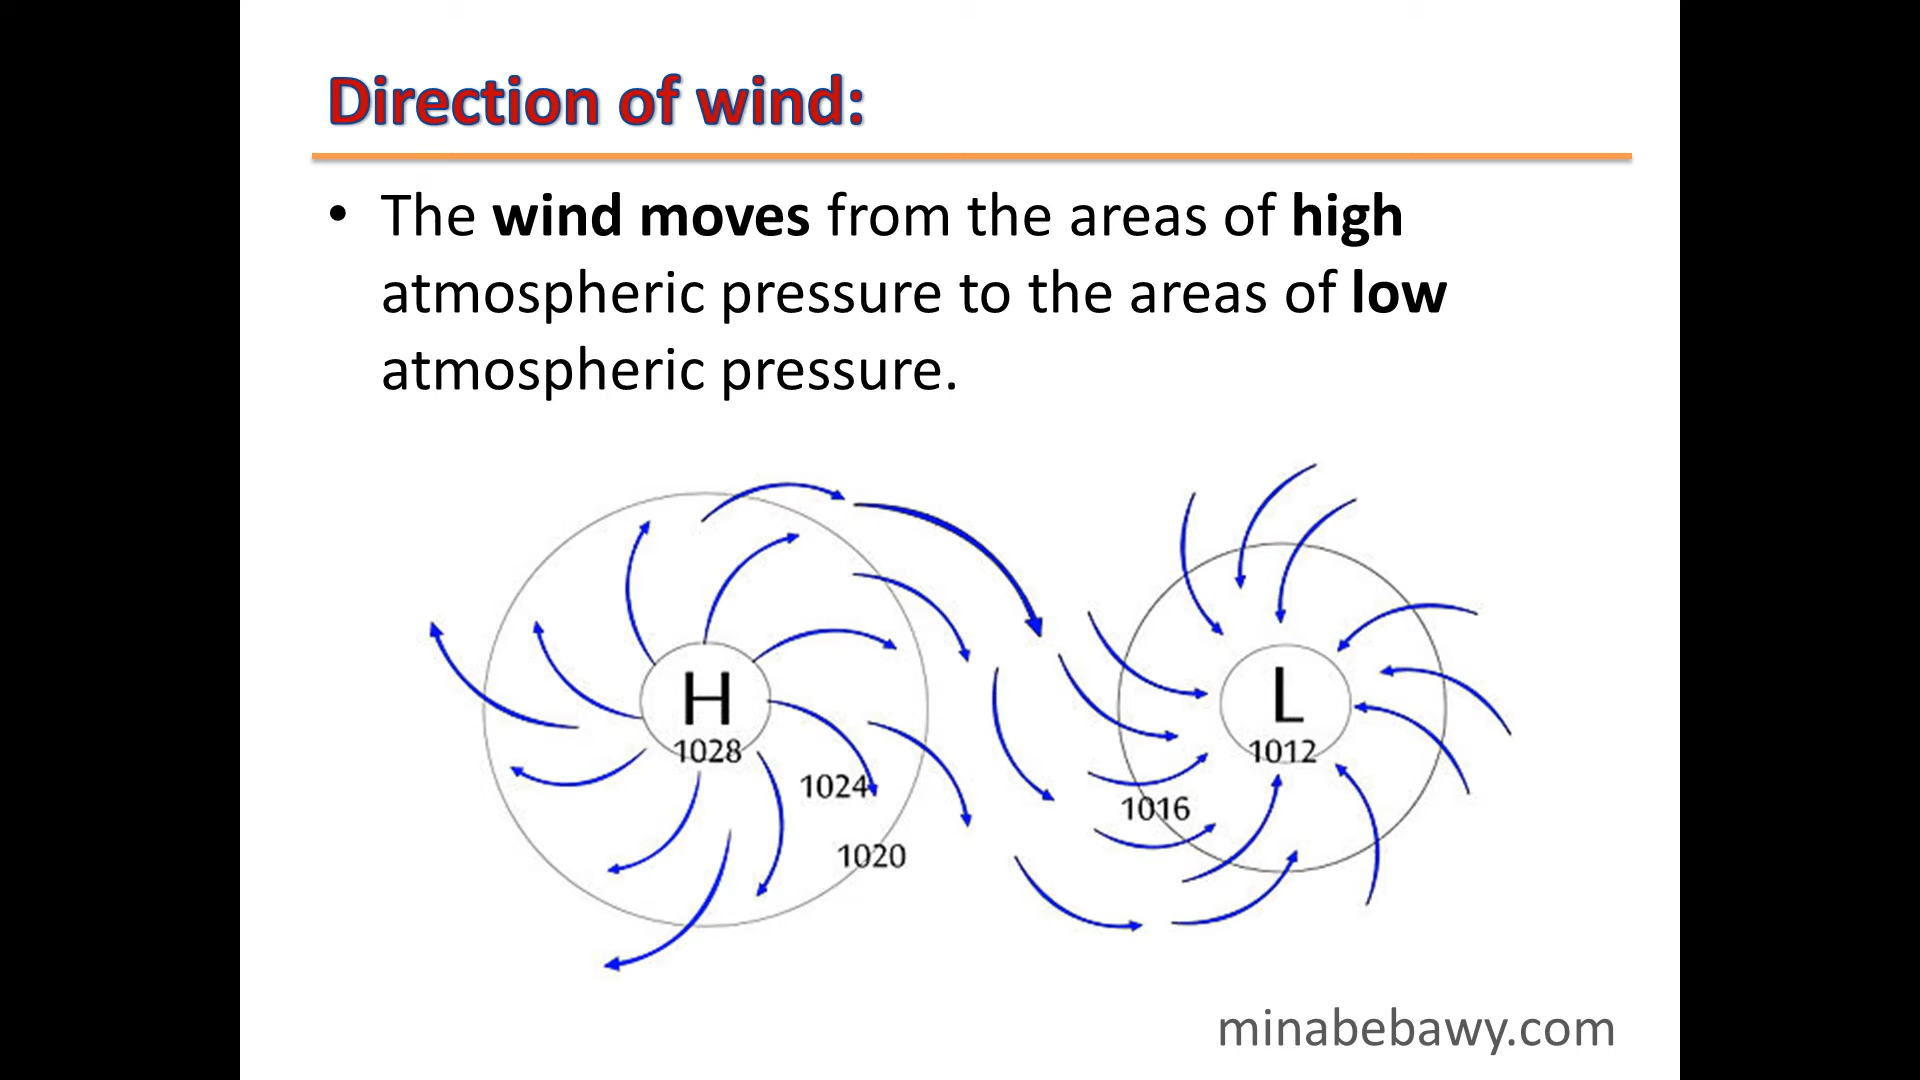 Direction of wind:
• The wind moves from the areas of high
atmospheric pressure to the areas of low
atmospheric pressure.
H
1028
1024
1020
L
1012
1016
minabebawy.com